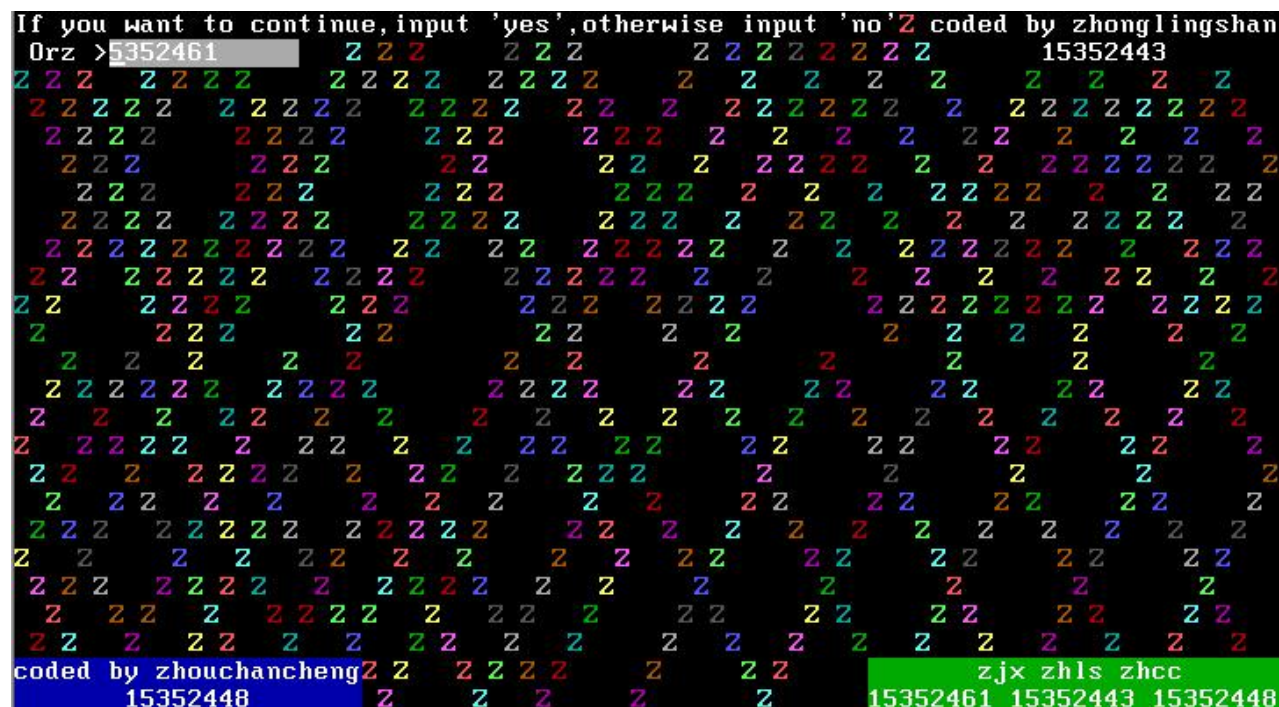 If you want to continue,input 'yes',otherwise input 'no'Z coded by zhonglingshan
Orz >5352461 15352443
coded by zhouchancheng
15352448
zjx zhls zhcc
15352461 15352443 15352448